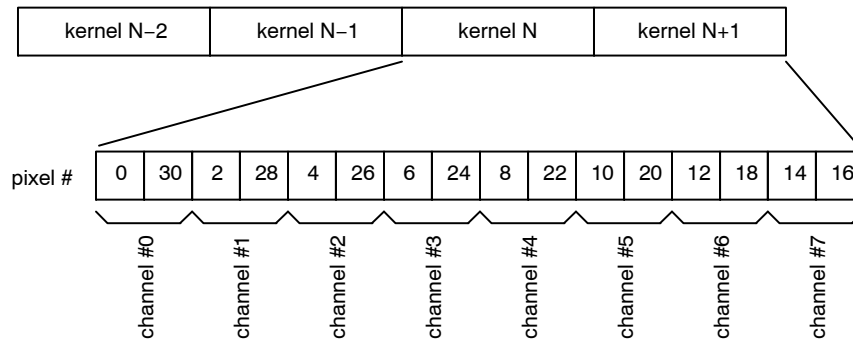 kernel N−2 kernel N−1 kernel N kernel N+1
pixel # 0 30 2 28 4 26 6 24 8 22 10 20 12 18 14 16
channel #0 channel #1 channel #2 channel #3 channel #4 channel #5 channel #6 channel #7